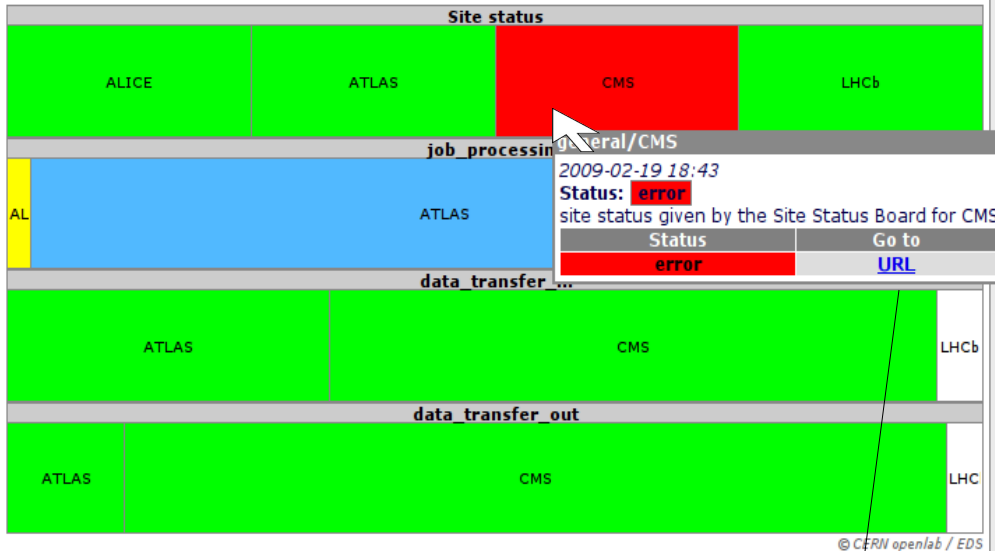 Site status
ALICE ATLAS CMS LHCb
job_processin
general/CMS
2009-02-19 18:43
Status: error
site status given by the Site Status Board for CMS
Status Go to
error URL
AL ATLAS
data_transfer_in
ATLAS CMS LHCb
data_transfer_out
ATLAS CMS LHC
© CERN openlab / EDS